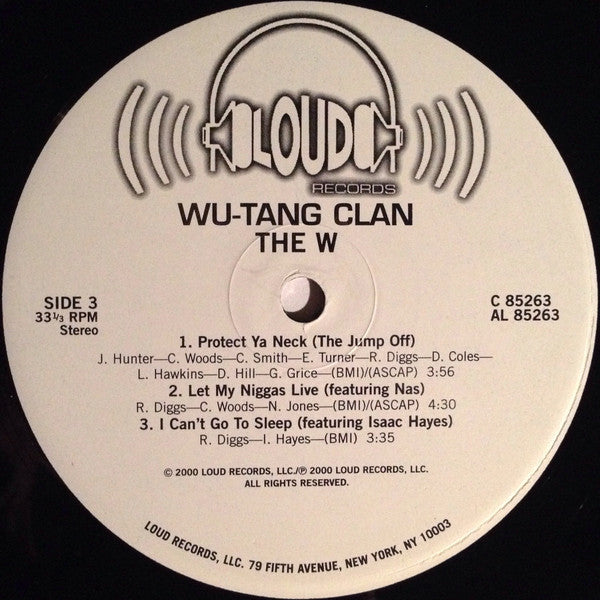 LOUD
RECORDS
WU-TANG CLAN
THE W
SIDE 3
33⅓ RPM
Stereo
C 85263
AL 85263
1. Protect Ya Neck (The Jump Off)
J. Hunter—C. Woods—C. Smith—E. Turner—R. Diggs—D. Coles—
L. Hawkins—D. Hill—G. Grice—(BMI)/(ASCAP) 3:56
2. Let My Niggas Live (featuring Nas)
R. Diggs—C. Woods—N. Jones—(BMI)/(ASCAP) 4:30
3. I Can't Go To Sleep (featuring Isaac Hayes)
R. Diggs—I. Hayes—(BMI) 3:35
© 2000 LOUD RECORDS, LLC./℗ 2000 LOUD RECORDS, LLC.
ALL RIGHTS RESERVED.
LOUD RECORDS, LLC. 79 FIFTH AVENUE, NEW YORK, NY 10003